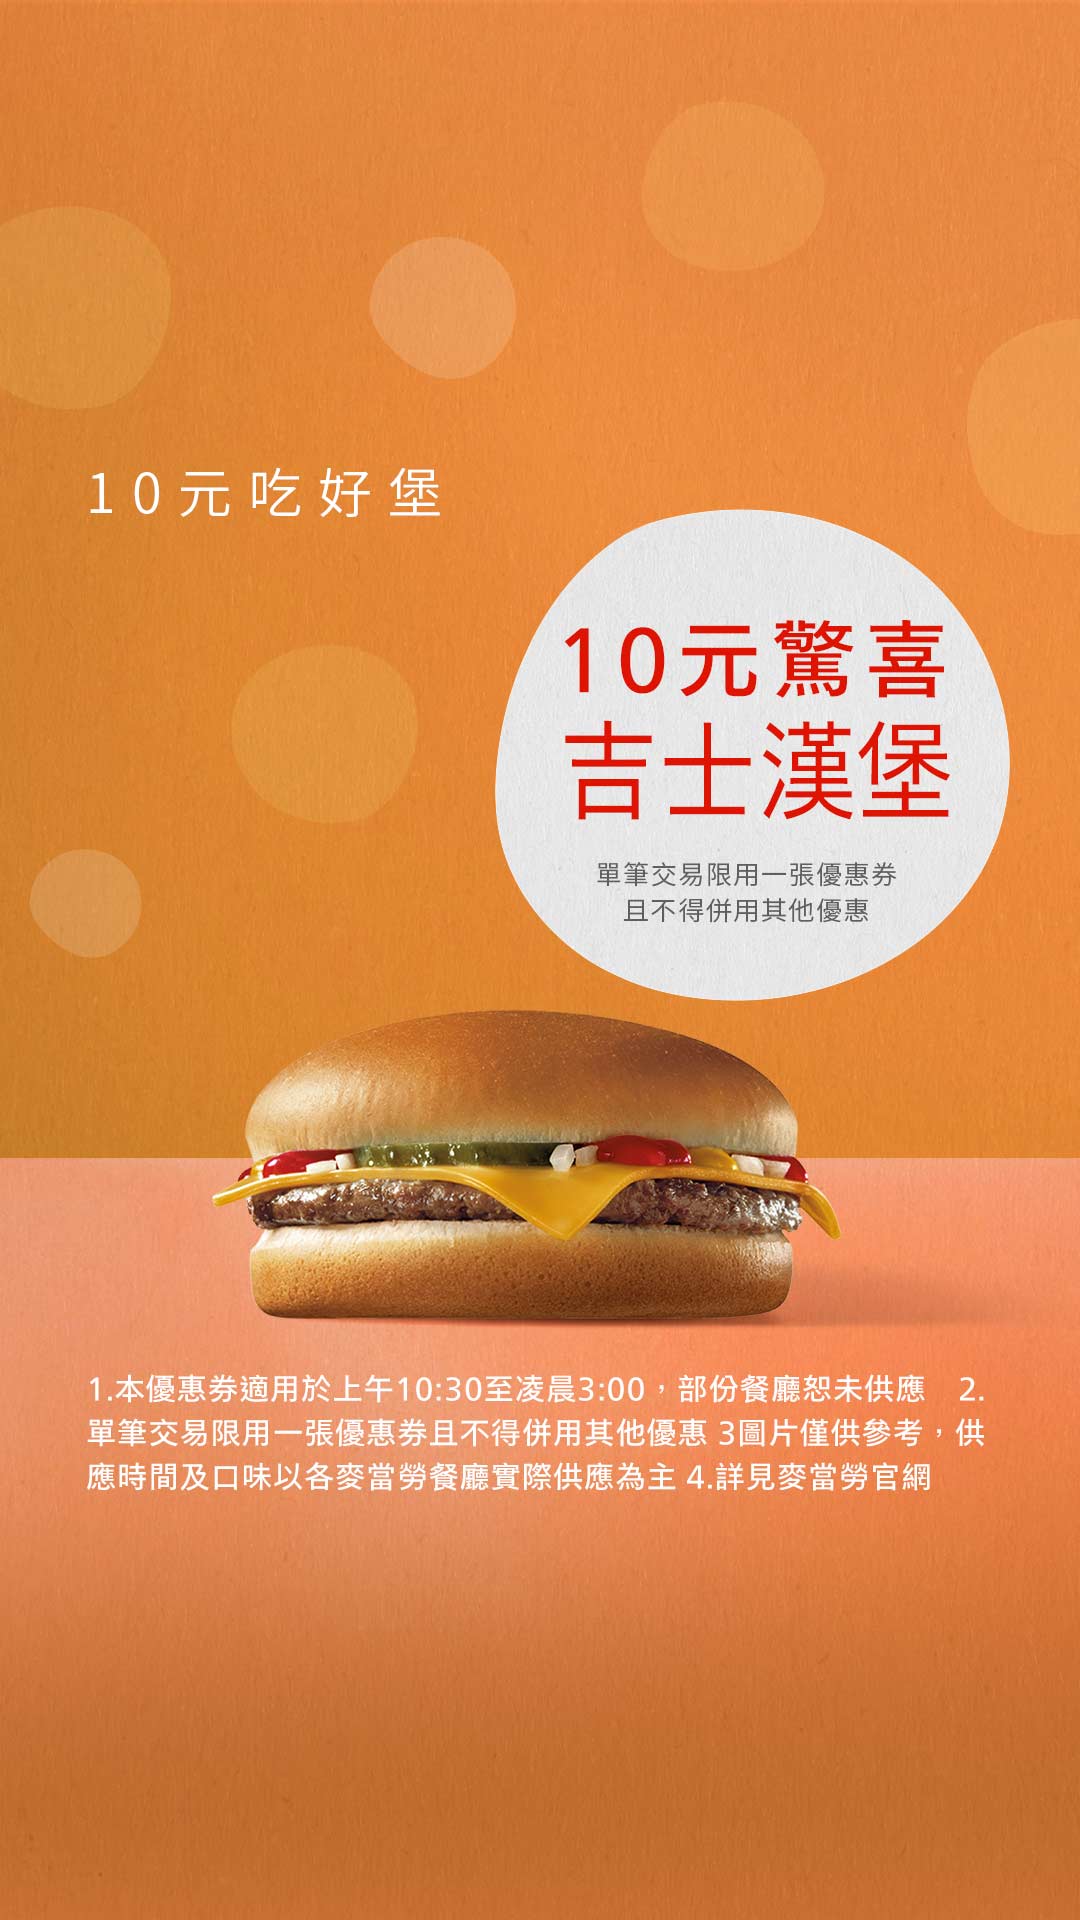 10元吃好堡
10元驚喜
吉士漢堡
單筆交易限用一張優惠券
且不得併用其他優惠
1.本優惠券適用於上午10:30至凌晨3:00，部份餐廳恕未供應　2.
單筆交易限用一張優惠券且不得併用其他優惠 3圖片僅供參考，供
應時間及口味以各麥當勞餐廳實際供應為主 4.詳見麥當勞官網